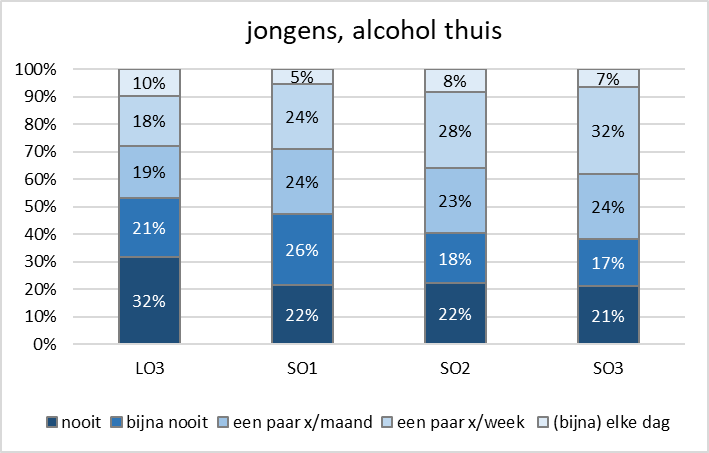 jongens, alcohol thuis
100%
90%
80%
70%
60%
50%
40%
30%
20%
10%
0%
10% 5% 8% 7%
18% 24% 28% 32%
19% 24% 23% 24%
21% 26% 18% 17%
32% 22% 22% 21%
LO3 SO1 SO2 SO3
nooit bijna nooit een paar x/maand een paar x/week (bijna) elke dag